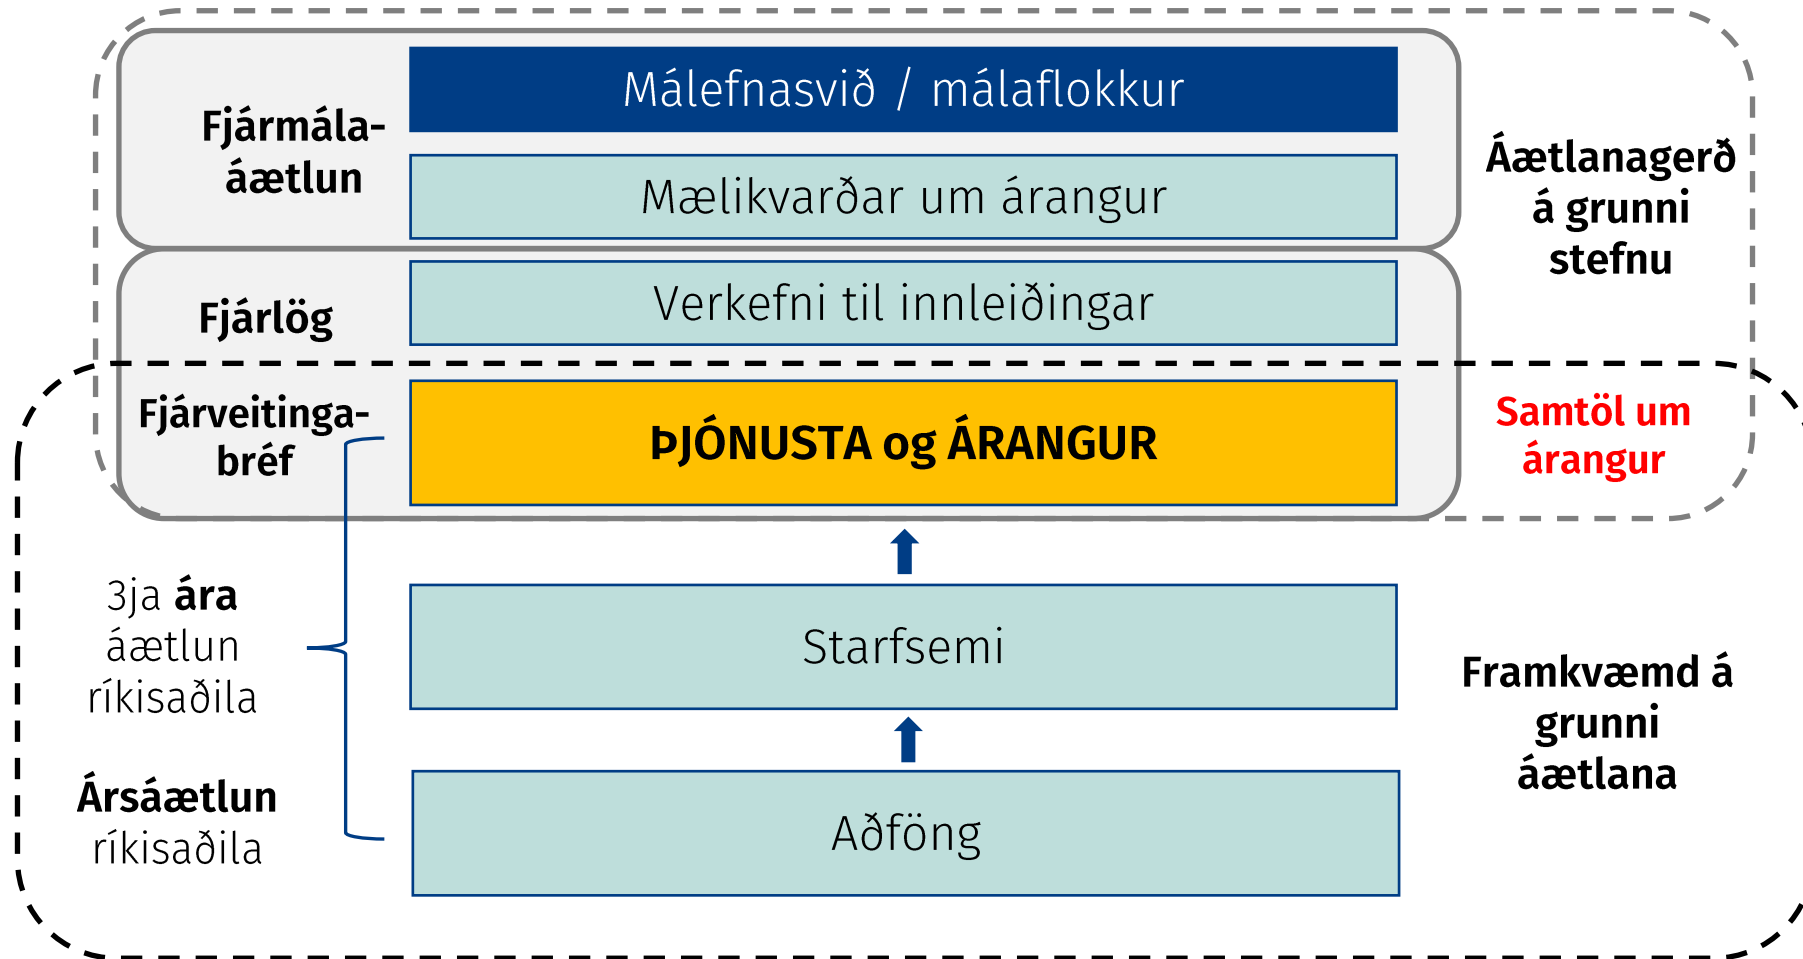 Málefnasvið / málaflokkur
Fjármála-
áætlun
Mælikvarðar um árangur
Áætlanagerð
á grunni
stefnu
Verkefni til innleiðingar
Fjárlög
Fjárveitinga-
bréf
ÞJÓNUSTA og ÁRANGUR
Samtöl um
árangur
3ja ára
áætlun
ríkisaðila
Starfsemi
Framkvæmd á
grunni
áætlana
Ársáætlun
ríkisaðila
Aðföng